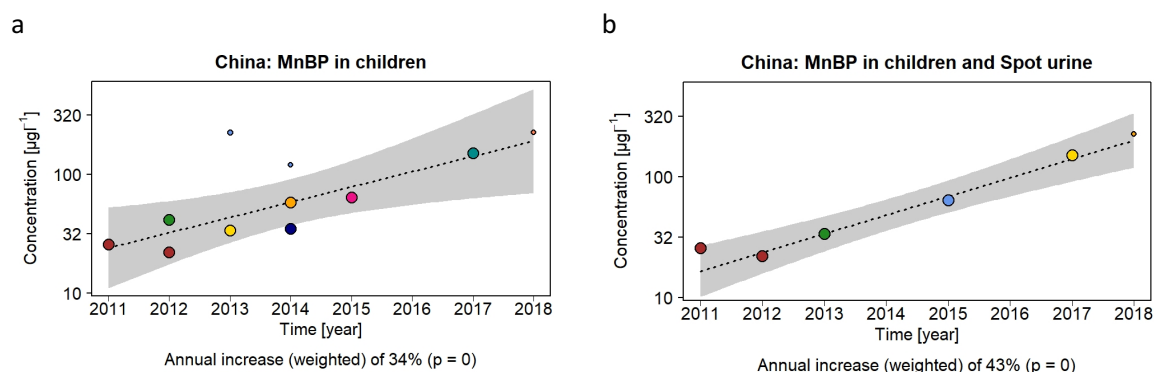 a
China: MnBP in children
Concentration [µgl⁻¹]
320
100
32
10
2011 2012 2013 2014 2015 2016 2017 2018
Time [year]
Annual increase (weighted) of 34% (p = 0)
b
China: MnBP in children and Spot urine
Concentration [µgl⁻¹]
320
100
32
10
2011 2012 2013 2014 2015 2016 2017 2018
Time [year]
Annual increase (weighted) of 43% (p = 0)